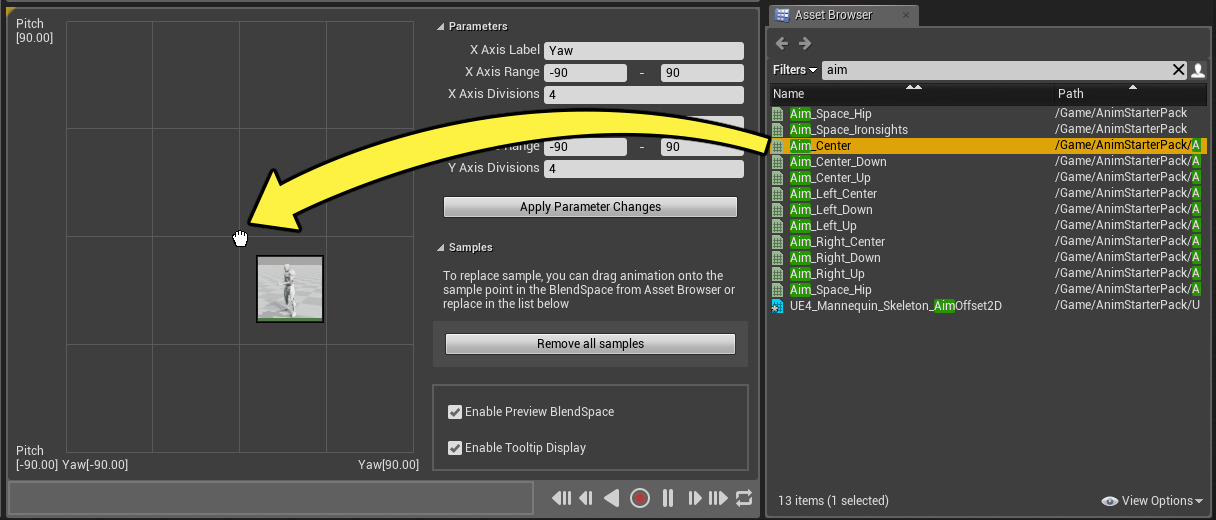 Pitch
[90.00]
Pitch
[-90.00] Yaw[-90.00]
Yaw[90.00]
Parameters
X Axis Label Yaw
X Axis Range -90 - 90
X Axis Divisions 4
-90 - 90
Y Axis Divisions 4
Apply Parameter Changes
Samples
To replace sample, you can drag animation onto the
sample point in the BlendSpace from Asset Browser or
replace in the list below
Remove all samples
Enable Preview BlendSpace
Enable Tooltip Display
Asset Browser
Filters aim
Name Path
Aim_Space_Hip /Game/AnimStarterPack
Aim_Space_Ironsights /Game/AnimStarterPack
Aim_Center /Game/AnimStarterPack/A
Aim_Center_Down /Game/AnimStarterPack/A
Aim_Center_Up /Game/AnimStarterPack/A
Aim_Left_Center /Game/AnimStarterPack/A
Aim_Left_Down /Game/AnimStarterPack/A
Aim_Left_Up /Game/AnimStarterPack/A
Aim_Right_Center /Game/AnimStarterPack/A
Aim_Right_Down /Game/AnimStarterPack/A
Aim_Right_Up /Game/AnimStarterPack/A
Aim_Space_Hip /Game/AnimStarterPack/A
UE4_Mannequin_Skeleton_AimOffset2D /Game/AnimStarterPack/U
13 items (1 selected)
View Options